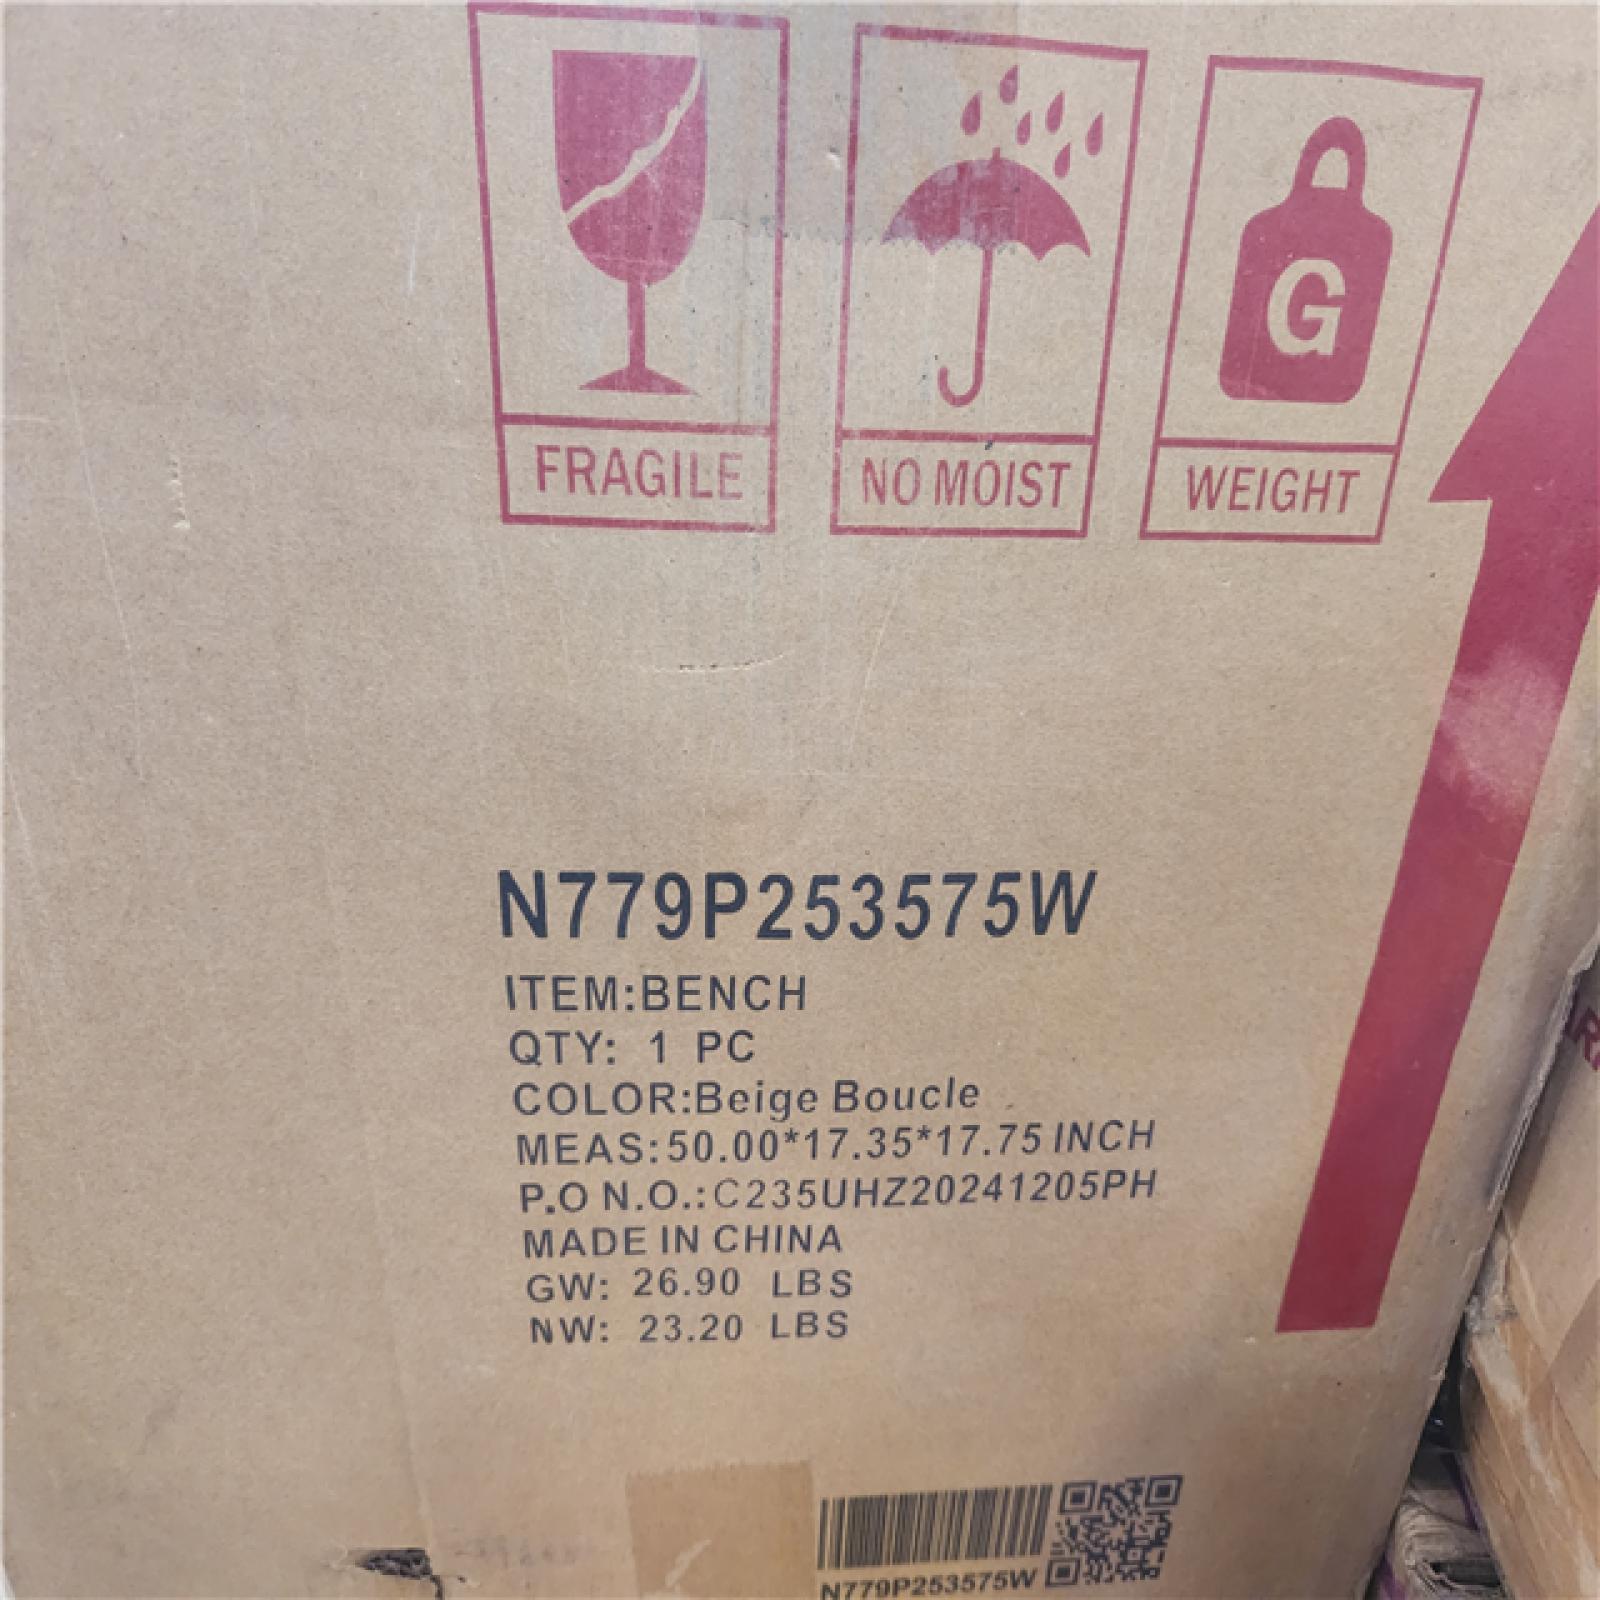 G
FRAGILE
NO MOIST
WEIGHT
N779P253575W
ITEM:BENCH
QTY: 1 PC
COLOR:Beige Boucle
MEAS:50.00*17.35*17.75 INCH
P.O N.O.:C235UHZ20241205PH
MADE IN CHINA
GW: 26.90 LBS
NW: 23.20 LBS
N779P253575W